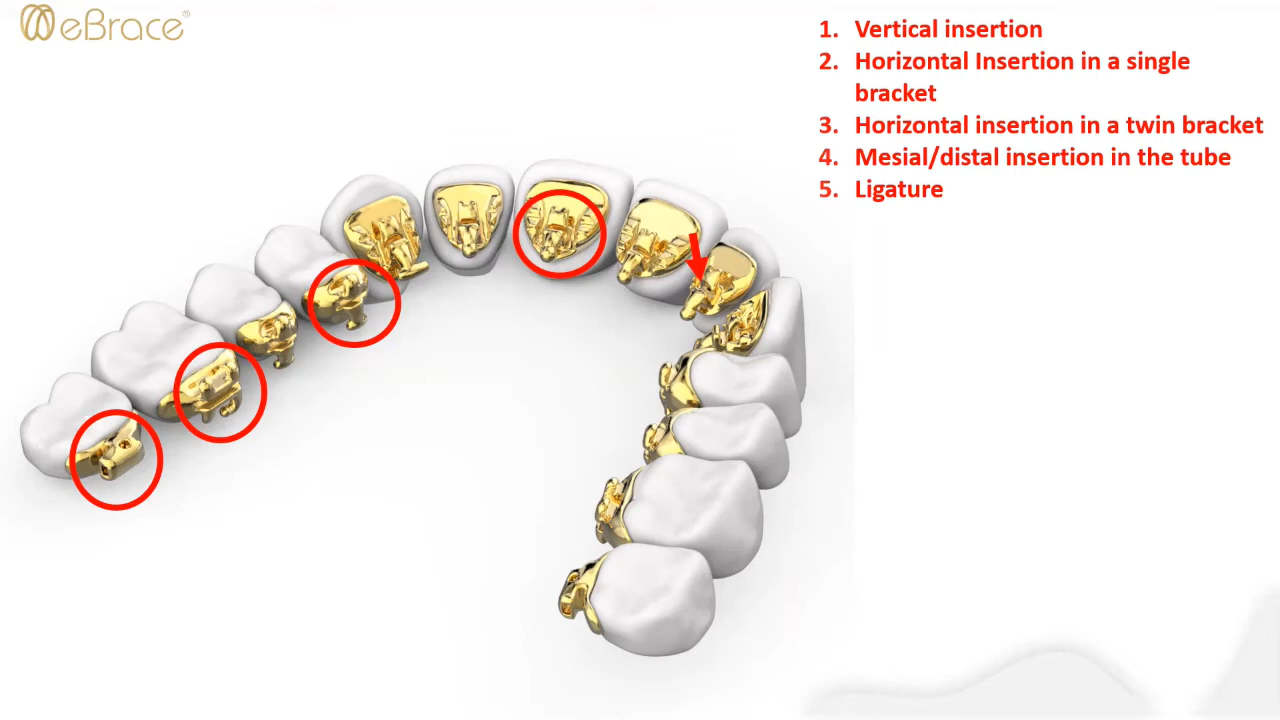 eBrace®
1. Vertical insertion
2. Horizontal Insertion in a single
bracket
3. Horizontal insertion in a twin bracket
4. Mesial/distal insertion in the tube
5. Ligature